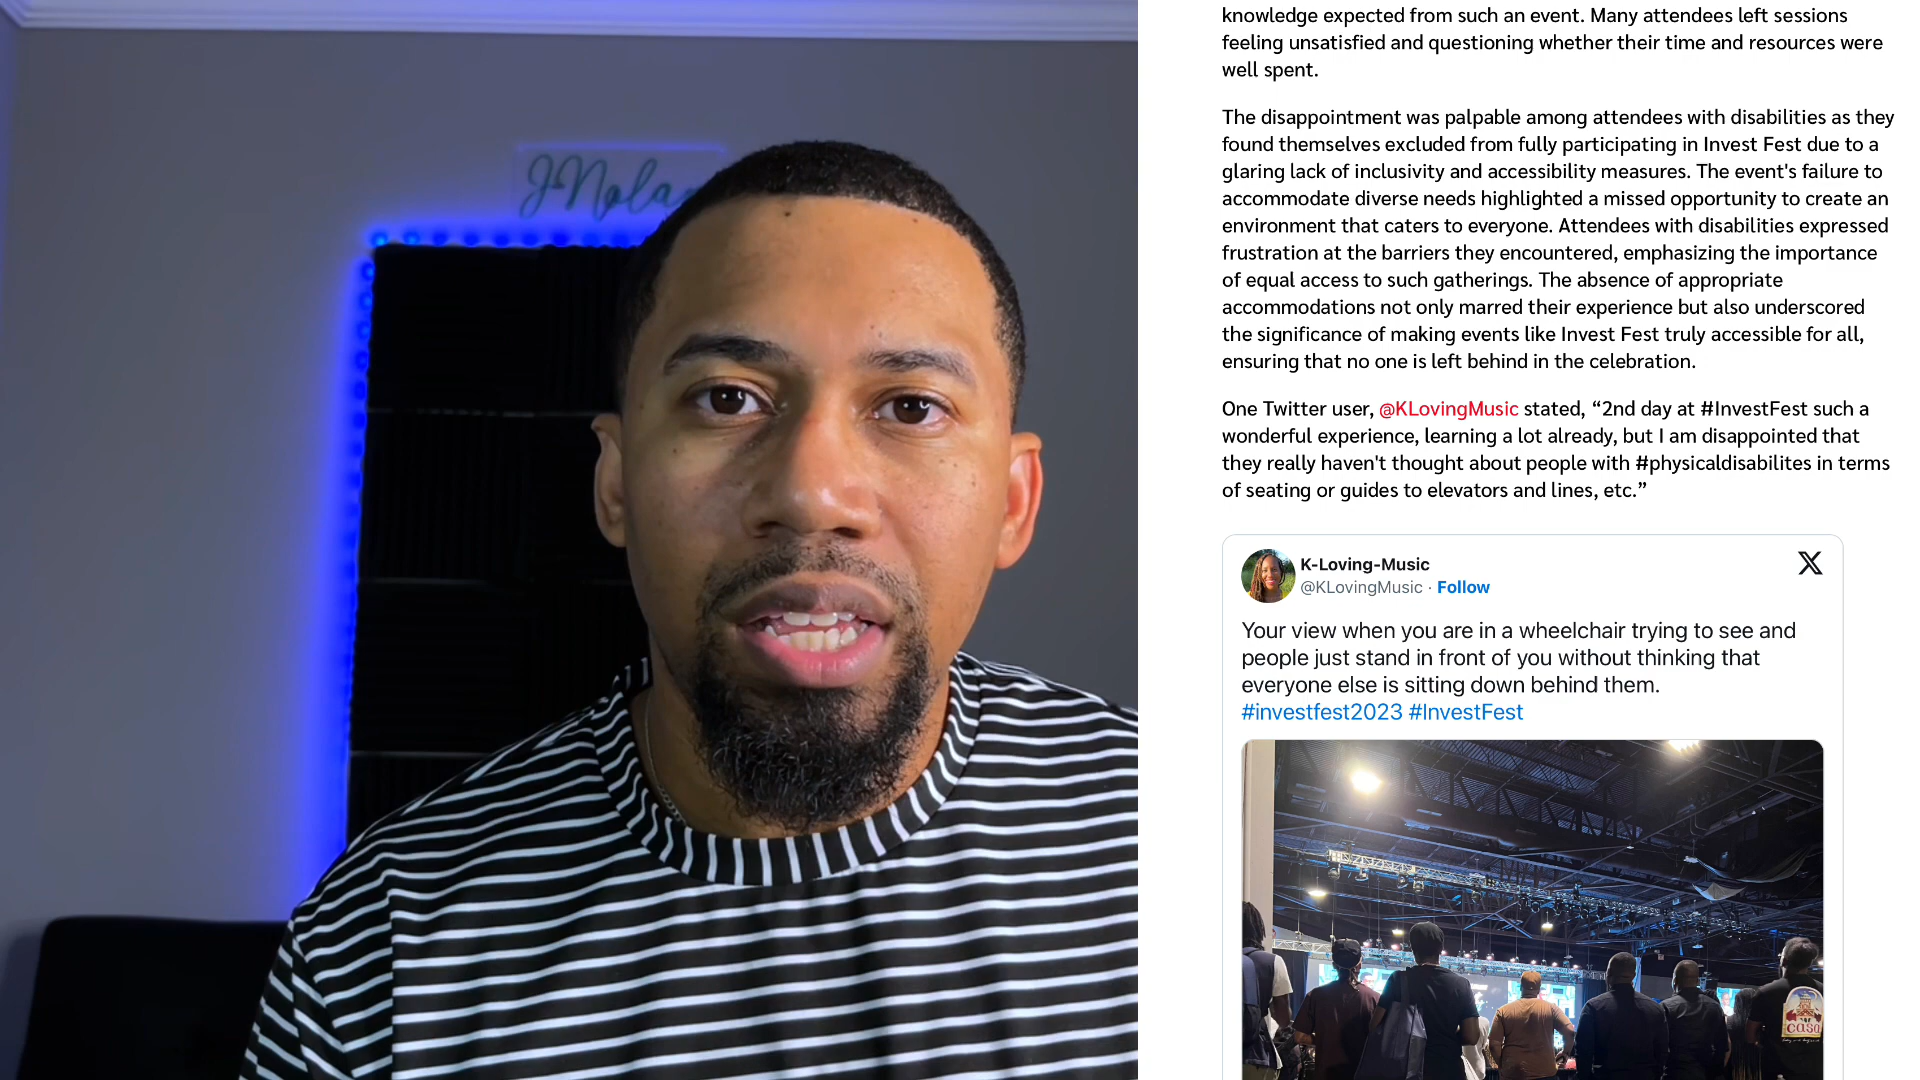 JNola
knowledge expected from such an event. Many attendees left sessions
feeling unsatisfied and questioning whether their time and resources were
well spent.
The disappointment was palpable among attendees with disabilities as they
found themselves excluded from fully participating in Invest Fest due to a
glaring lack of inclusivity and accessibility measures. The event's failure to
accommodate diverse needs highlighted a missed opportunity to create an
environment that caters to everyone. Attendees with disabilities expressed
frustration at the barriers they encountered, emphasizing the importance
of equal access to such gatherings. The absence of appropriate
accommodations not only marred their experience but also underscored
the significance of making events like Invest Fest truly accessible for all,
ensuring that no one is left behind in the celebration.
One Twitter user, @KLovingMusic stated, “2nd day at #InvestFest such a
wonderful experience, learning a lot already, but I am disappointed that
they really haven't thought about people with #physicaldisabilites in terms
of seating or guides to elevators and lines, etc.”
K-Loving-Music
@KLovingMusic · Follow
Your view when you are in a wheelchair trying to see and
people just stand in front of you without thinking that
everyone else is sitting down behind them.
#investfest2023 #InvestFest
casa